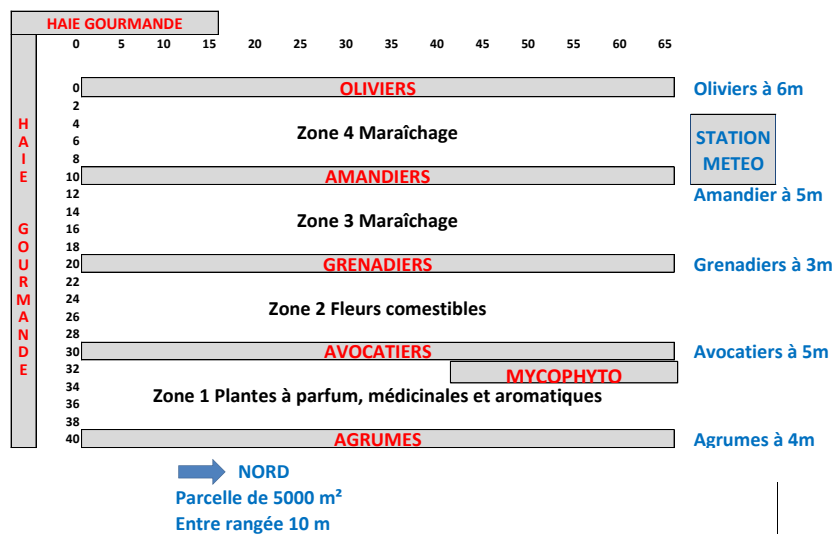 HAIE GOURMANDE
0 5 10 15 20 25 30 35 40 45 50 55 60 65
HAIE GOURMANDE
0 OLIVIERS Oliviers à 6m
2
4 Zone 4 Maraîchage
6
8
STATION
METEO
10 AMANDIERS
Amandier à 5m
12
14 Zone 3 Maraîchage
16
18
20 GRENADIERS Grenadiers à 3m
22
24 Zone 2 Fleurs comestibles
26
28
30 AVOCATIERS Avocatiers à 5m
32 MYCOPHYTO
34 Zone 1 Plantes à parfum, médicinales et aromatiques
36
38
40 AGRUMES Agrumes à 4m
NORD
Parcelle de 5000 m²
Entre rangée 10 m